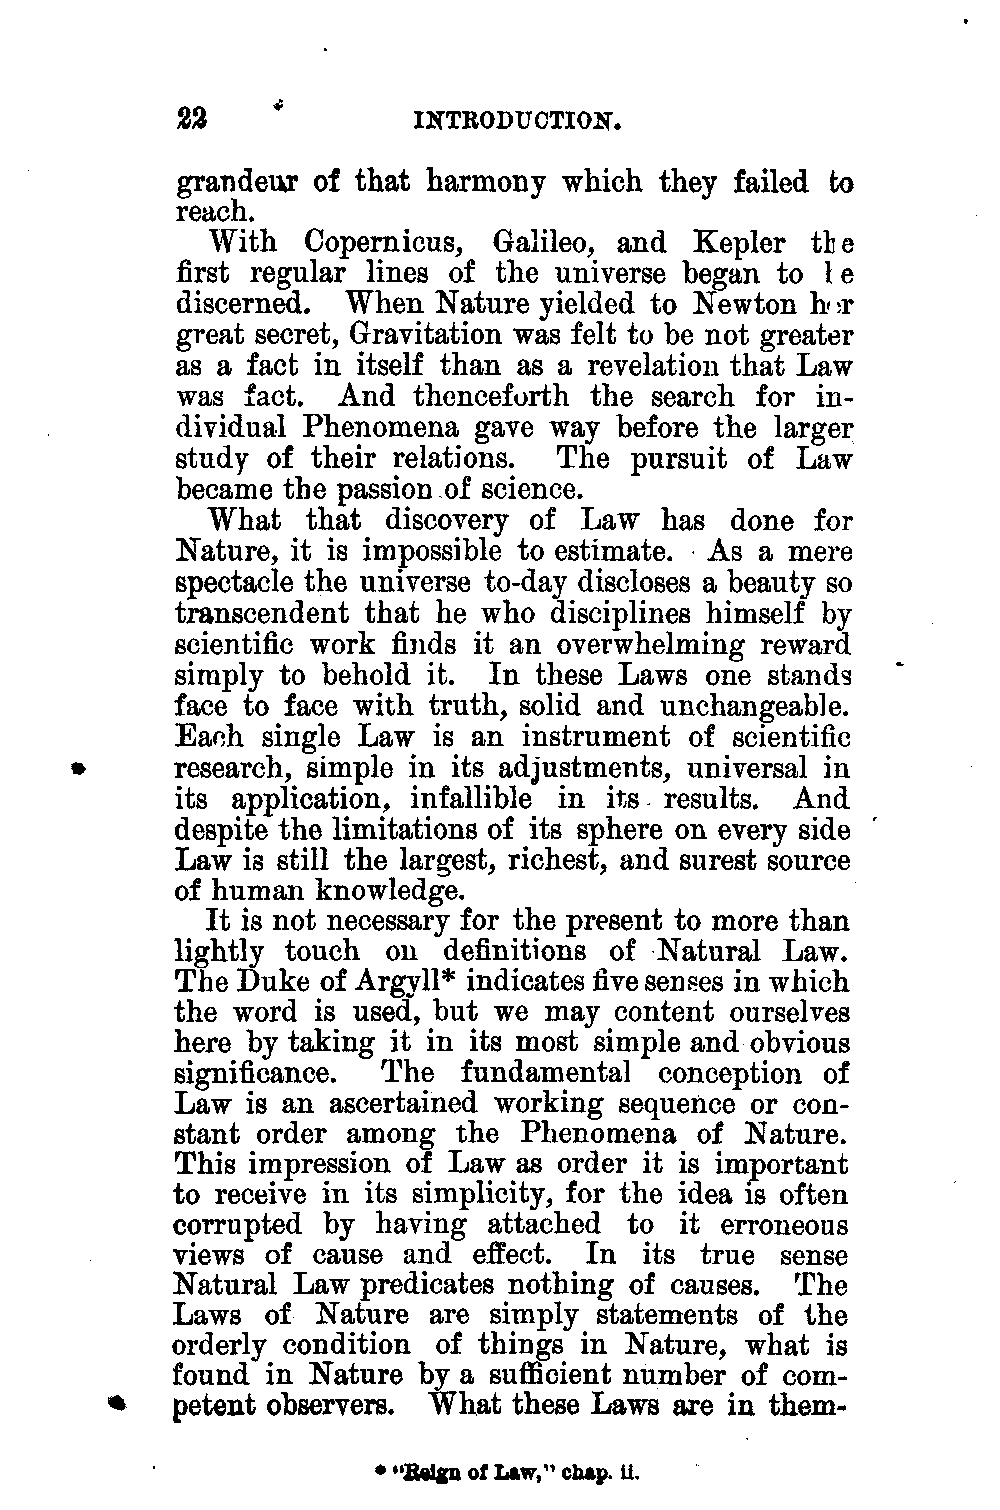 22 INTRODUCTION.
grandeur of that harmony which they failed to
reach.
With Copernicus, Galileo, and Kepler the
first regular lines of the universe began to be
discerned. When Nature yielded to Newton her
great secret, Gravitation was felt to be not greater
as a fact in itself than as a revelation that Law
was fact. And thenceforth the search for in-
dividual Phenomena gave way before the larger
study of their relations. The pursuit of Law
became the passion of science.
What that discovery of Law has done for
Nature, it is impossible to estimate. As a mere
spectacle the universe to-day discloses a beauty so
transcendent that he who disciplines himself by
scientific work finds it an overwhelming reward
simply to behold it. In these Laws one stands
face to face with truth, solid and unchangeable.
Each single Law is an instrument of scientific
research, simple in its adjustments, universal in
its application, infallible in its results. And
despite the limitations of its sphere on every side
Law is still the largest, richest, and surest source
of human knowledge.
It is not necessary for the present to more than
lightly touch on definitions of Natural Law.
The Duke of Argyll* indicates five senses in which
the word is used, but we may content ourselves
here by taking it in its most simple and obvious
significance. The fundamental conception of
Law is an ascertained working sequence or con-
stant order among the Phenomena of Nature.
This impression of Law as order it is important
to receive in its simplicity, for the idea is often
corrupted by having attached to it erroneous
views of cause and effect. In its true sense
Natural Law predicates nothing of causes. The
Laws of Nature are simply statements of the
orderly condition of things in Nature, what is
found in Nature by a sufficient number of com-
petent observers. What these Laws are in them-
* "Reign of Law," chap. ii.